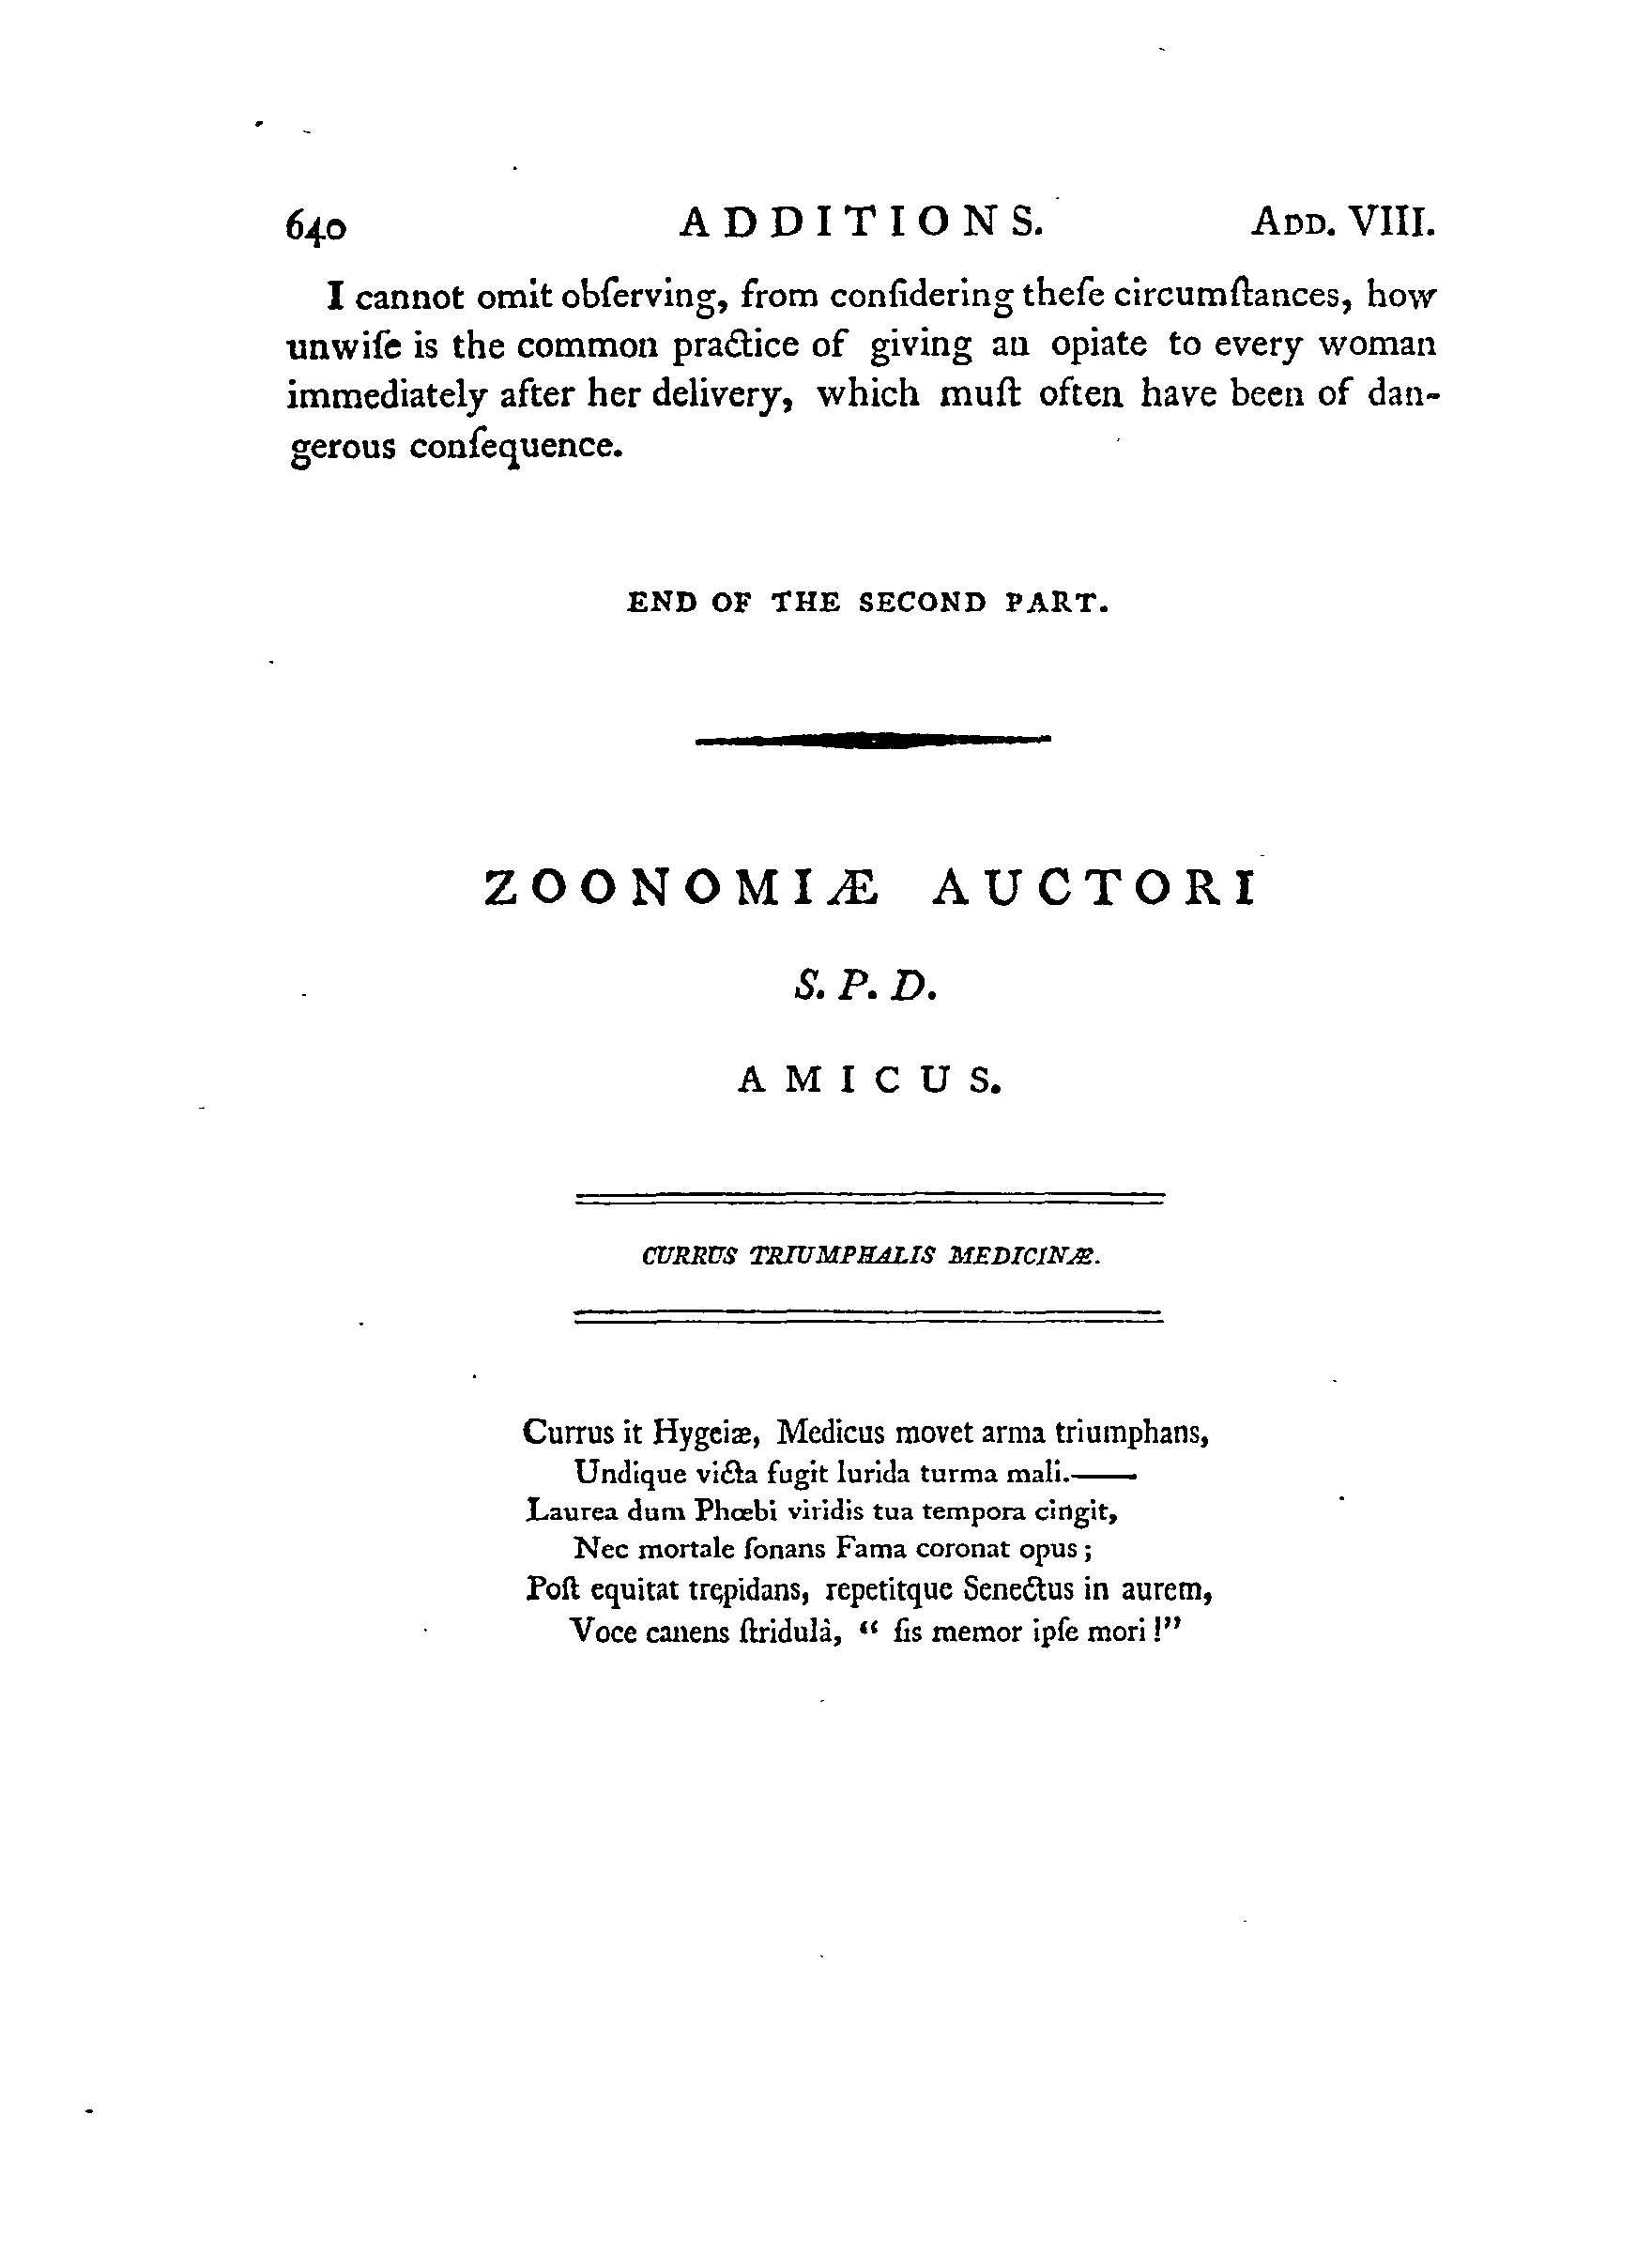 640 ADDITIONS. ADD. VIII.
I cannot omit obſerving, from conſidering theſe circumſtances, how
unwiſe is the common practice of giving an opiate to every woman
immediately after her delivery, which muſt often have been of dan-
gerous conſequence.
END OF THE SECOND PART.
ZOONOMIÆ AUCTORI
S. P. D.
AMICUS.
CURRUS TRIUMPHALIS MEDICINÆ.
Currus it Hygeiæ, Medicus movet arma triumphans,
Undique victa fugit lurida turma mali.——
Laurea dum Phœbi viridis tua tempora cingit,
Nec mortale ſonans Fama coronat opus;
Poſt equitat trepidans, repetitque Senectus in aurem,
Voce canens ſtridulâ, “ ſis memor ipſe mori!”